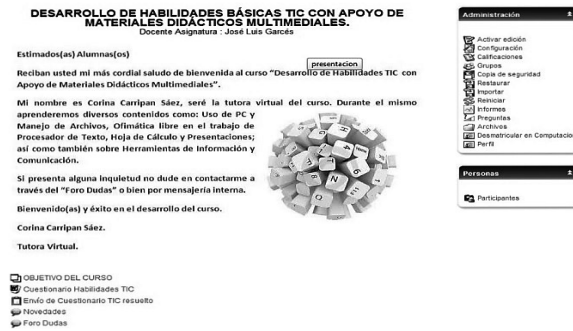 DESARROLLO DE HABILIDADES BÁSICAS TIC CON APOYO DE
MATERIALES DIDÁCTICOS MULTIMEDIALES.
Docente Asignatura : José Luis Garcés
Estimados(as) Alumnas(os)
presentacion
Reciban usted mi más cordial saludo de bienvenida al curso "Desarrollo de Habilidades TIC con
Apoyo de Materiales Didácticos Multimediales".
Mi nombre es Corina Carripan Sáez, seré la tutora virtual del curso. Durante el mismo
aprenderemos diversos contenidos como: Uso de PC y
Manejo de Archivos, Ofimática libre en el trabajo de
Procesador de Texto, Hoja de Cálculo y Presentaciones;
así como también sobre Herramientas de Información y
Comunicación.
Si presenta alguna inquietud no dude en contactarme a
través del "Foro Dudas" o bien por mensajería interna.
Bienvenido(as) y éxito en el desarrollo del curso.
Corina Carripan Sáez.
Tutora Virtual.
OBJETIVO DEL CURSO
Cuestionario Habilidades TIC
Envío de Cuestionario TIC resuelto
Novedades
Foro Dudas
Administración
Activar edición
Configuración
Calificaciones
Grupos
Copia de seguridad
Restaurar
Importar
Reiniciar
Informes
Preguntas
Archivos
Desmatricular en Computacio
Perfil
Personas
Participantes